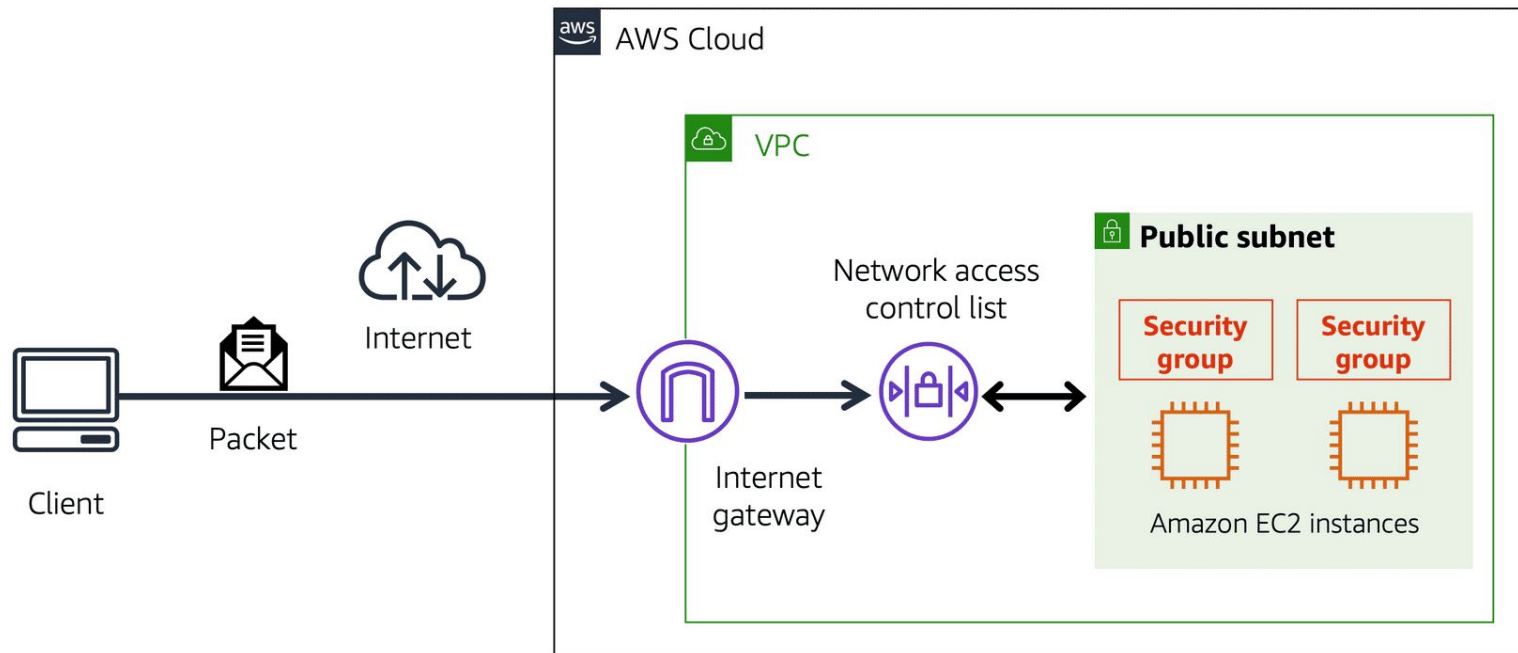 aws
AWS Cloud
VPC
Public subnet
Network access
control list
Security
group
Security
group
Internet
Packet
Client
Internet
gateway
Amazon EC2 instances